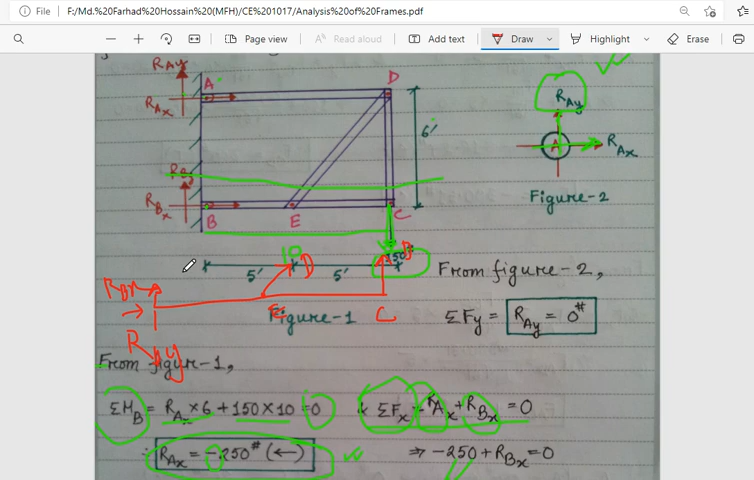 File
F:/Md.%20Farhad%20Hossain%20(MFH)/CE%201017/Analysis%20of%20Frames.pdf
Page view
Read aloud
Add text
Draw
Highlight
Erase
RAy
RAx
A
D
6'
RBx
B
E
C
150#
5'
5'
10
D
RBx
E
C
RAy
Figure-1
RAy
A
RAx
Figure-2
From figure-2,
ΣFy = RAy = 0#
From figure-1,
ΣMB = RAx × 6 + 150 × 10 = 0
ΣFx = RAx + RBx = 0
∴ RAx = -250# (←)
⇒ -250 + RBx = 0